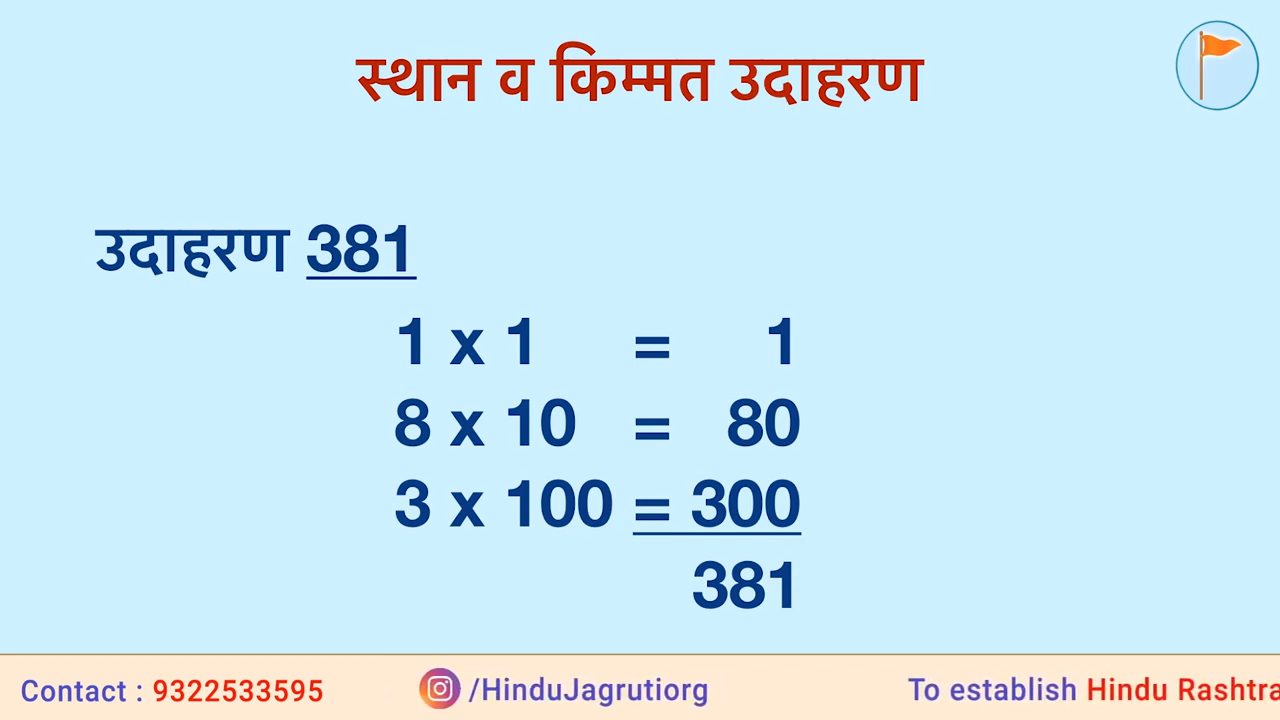 स्थान व किम्मत उदाहरण
उदाहरण 381
1 x 1 = 1
8 x 10 = 80
3 x 100 = 300
381
Contact : 9322533595 /HinduJagrutiorg To establish Hindu Rashtra